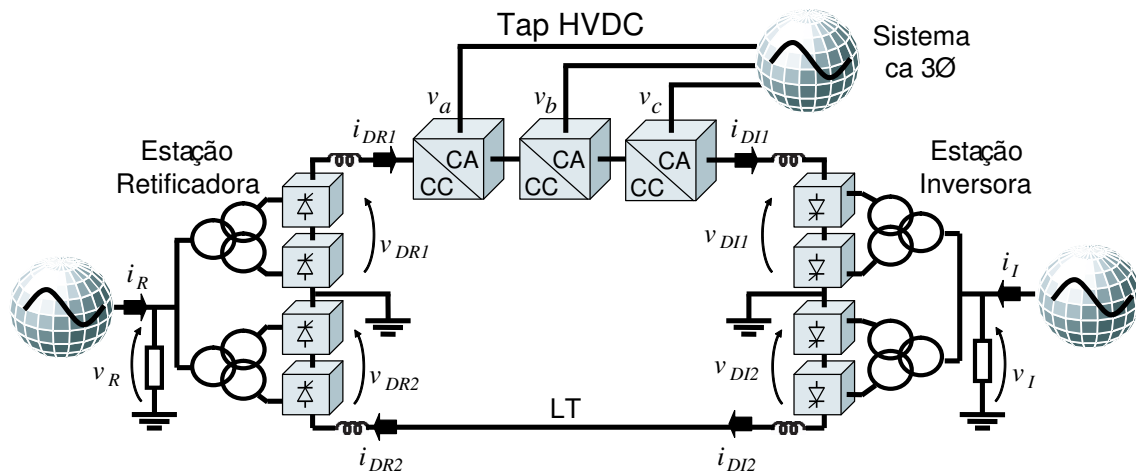 Tap HVDC
Sistema
ca 3Ø
v_a
v_b
v_c
i_DR1
i_DI1
CA
CC
CA
CC
CA
CC
Estação
Retificadora
Estação
Inversora
v_DR1
v_DI1
i_R
i_I
v_R
v_DR2
v_DI2
v_I
LT
i_DR2
i_DI2